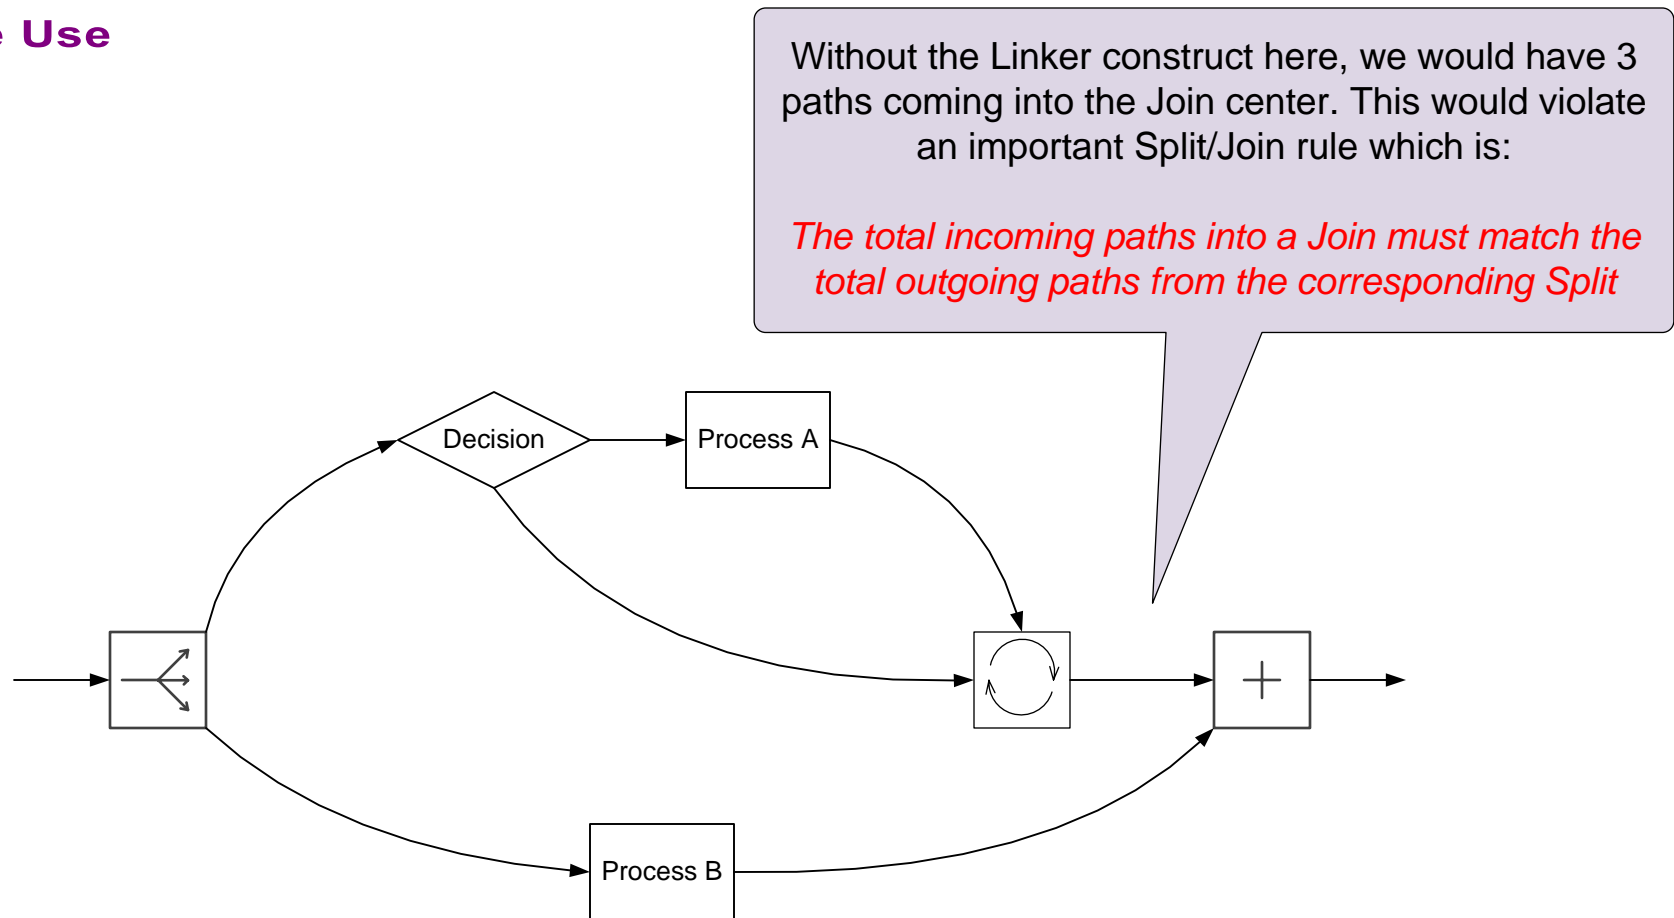 Use
Without the Linker construct here, we would have 3
paths coming into the Join center. This would violate
an important Split/Join rule which is:
The total incoming paths into a Join must match the
total outgoing paths from the corresponding Split
Decision
Process A
Process B